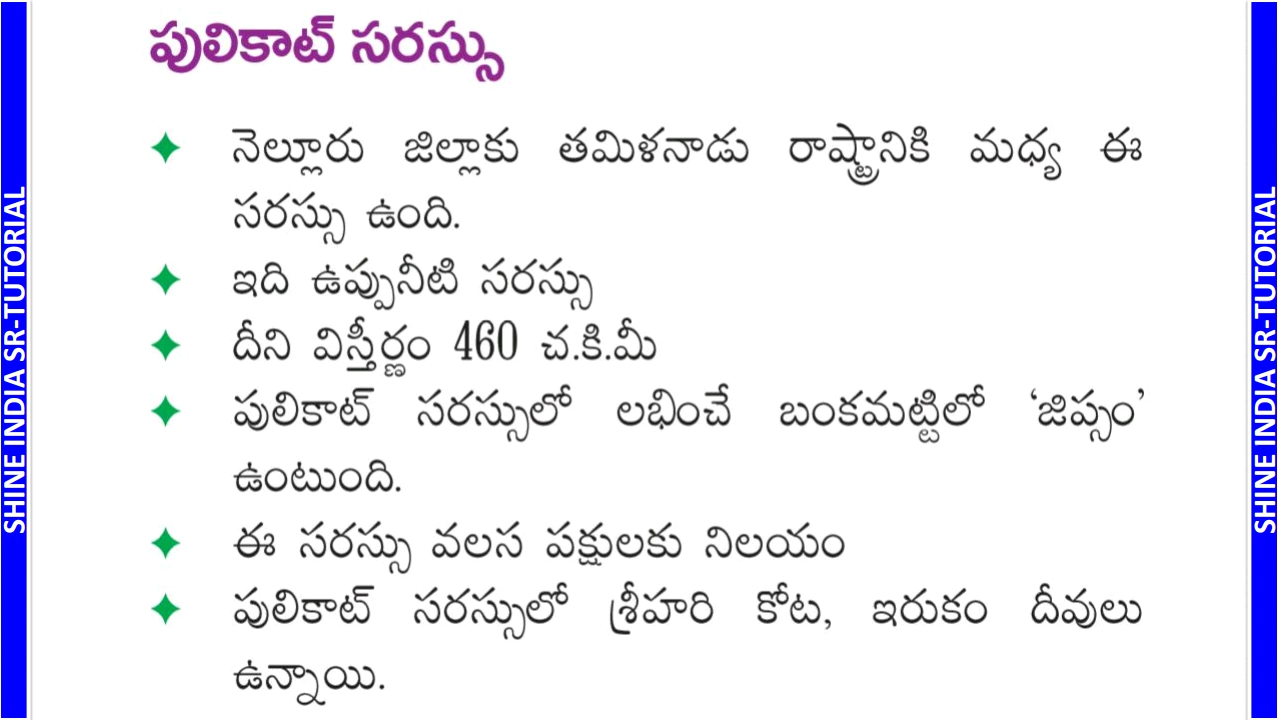 పులికాట్ సరస్సు
✦ నెల్లూరు జిల్లాకు తమిళనాడు రాష్ట్రానికి మధ్య ఈ
సరస్సు ఉంది.
✦ ఇది ఉప్పునీటి సరస్సు
✦ దీని విస్తీర్ణం 460 చ.కి.మీ
✦ పులికాట్ సరస్సులో లభించే బంకమట్టిలో ‘జిప్సం’
ఉంటుంది.
✦ ఈ సరస్సు వలస పక్షులకు నిలయం
✦ పులికాట్ సరస్సులో శ్రీహరి కోట, ఇరుకం దీవులు
ఉన్నాయి.
SHINE INDIA SR-TUTORIAL
SHINE INDIA SR-TUTORIAL